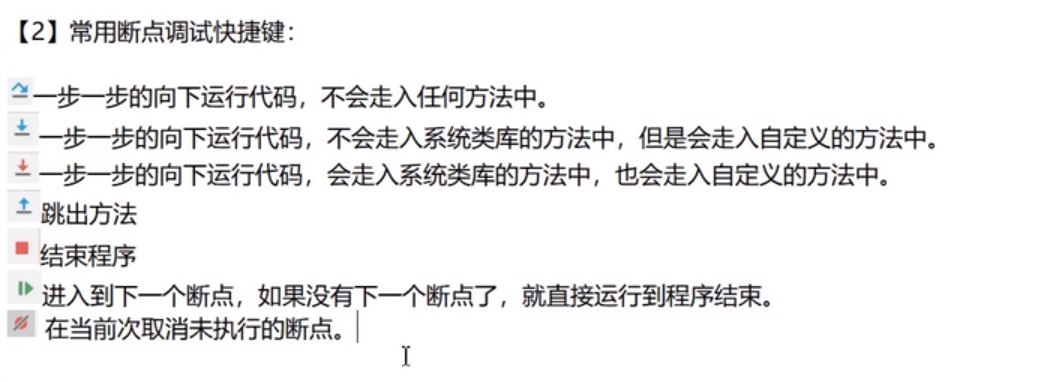 【2】常用断点调试快捷键：
一步一步的向下运行代码，不会走入任何方法中。
一步一步的向下运行代码，不会走入系统类库的方法中，但是会走入自定义的方法中。
一步一步的向下运行代码，会走入系统类库的方法中，也会走入自定义的方法中。
跳出方法
结束程序
进入到下一个断点，如果没有下一个断点了，就直接运行到程序结束。
在当前次取消未执行的断点。